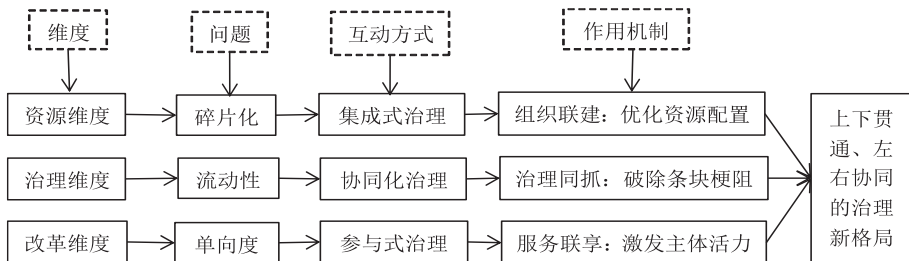 维度
问题
互动方式
作用机制
资源维度
碎片化
集成式治理
组织联建：优化资源配置
治理维度
流动性
协同化治理
治理同抓：破除条块梗阻
改革维度
单向度
参与式治理
服务联享：激发主体活力
上下贯
通、左
右协同
的治理
新格局